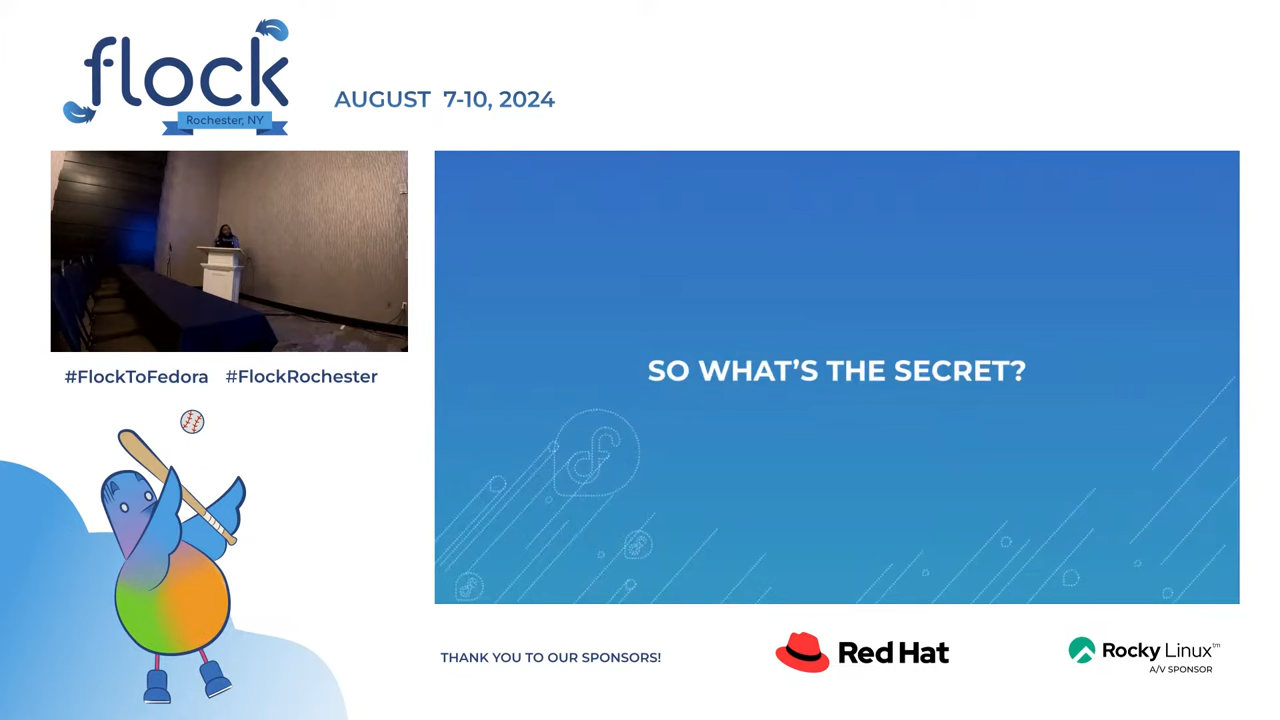 flock
Rochester, NY
AUGUST 7-10, 2024
#FlockToFedora #FlockRochester
SO WHAT'S THE SECRET?
THANK YOU TO OUR SPONSORS!
Red Hat
Rocky Linux™
A/V SPONSOR